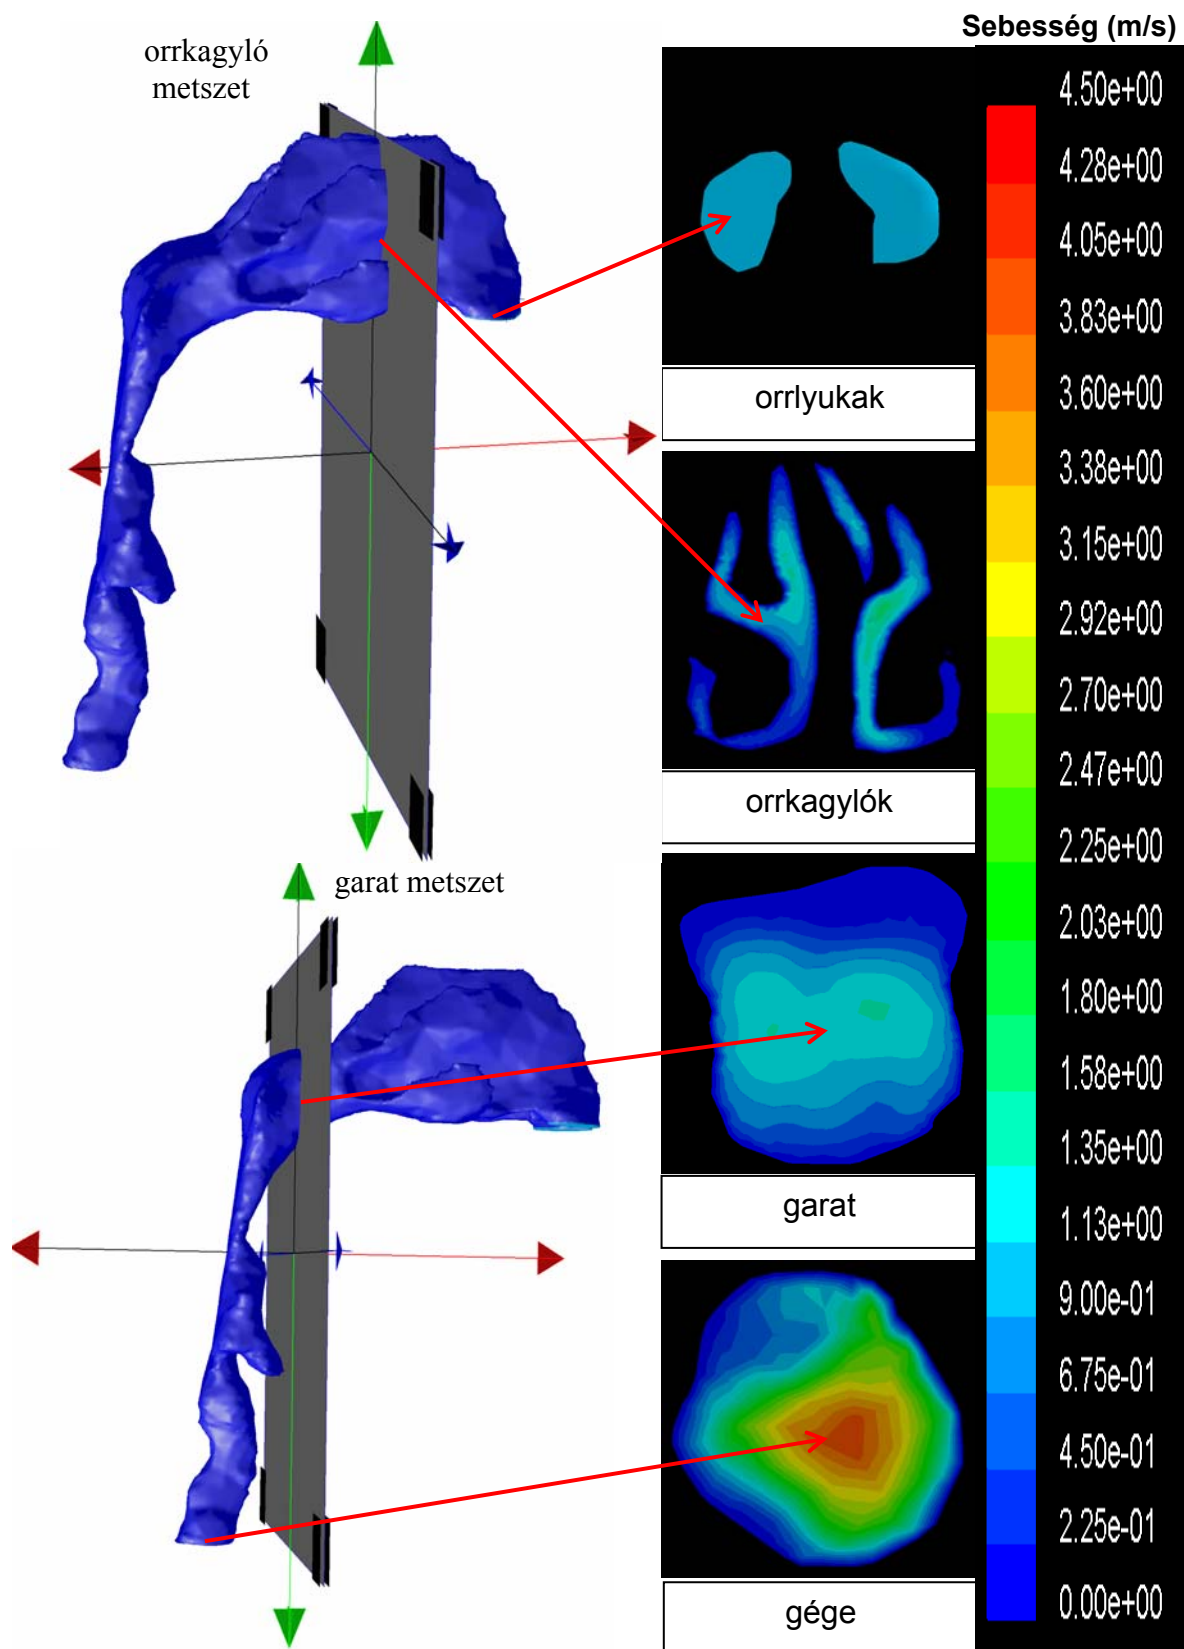 Sebesség (m/s)
orrkagyló
metszet
orrlyukak
orrkagylók
garat metszet
garat
gége
4.50e+00
4.28e+00
4.05e+00
3.83e+00
3.60e+00
3.38e+00
3.15e+00
2.92e+00
2.70e+00
2.47e+00
2.25e+00
2.03e+00
1.80e+00
1.58e+00
1.35e+00
1.13e+00
9.00e-01
6.75e-01
4.50e-01
2.25e-01
0.00e+00